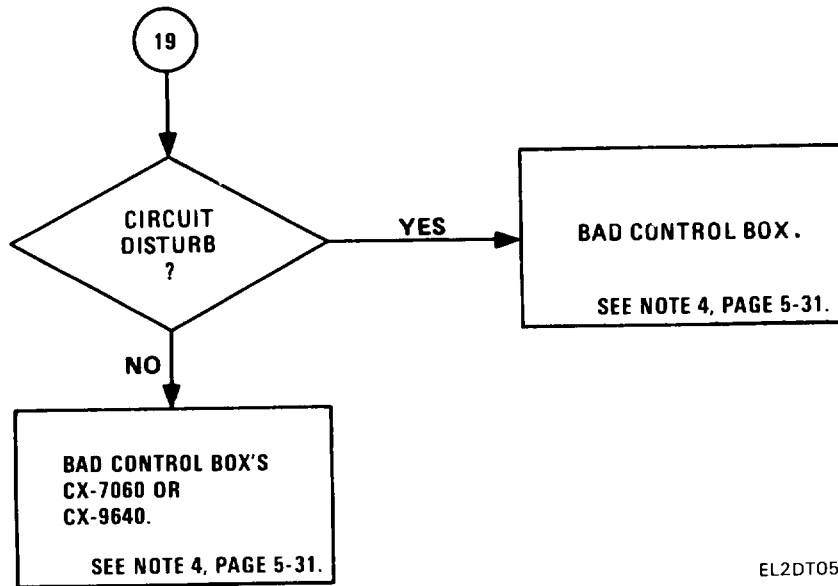 19
CIRCUIT
DISTURB
?
YES
BAD CONTROL BOX.
SEE NOTE 4, PAGE 5-31.
NO
BAD CONTROL BOX'S
CX-7060 OR
CX-9640.
SEE NOTE 4, PAGE 5-31.
EL2DT05